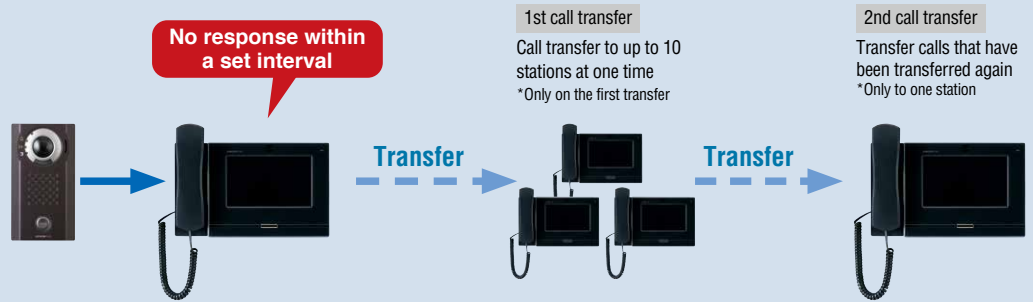 No response within
a set interval
1st call transfer
Call transfer to up to 10
stations at one time
*Only on the first transfer
2nd call transfer
Transfer calls that have
been transferred again
*Only to one station
Transfer
Transfer